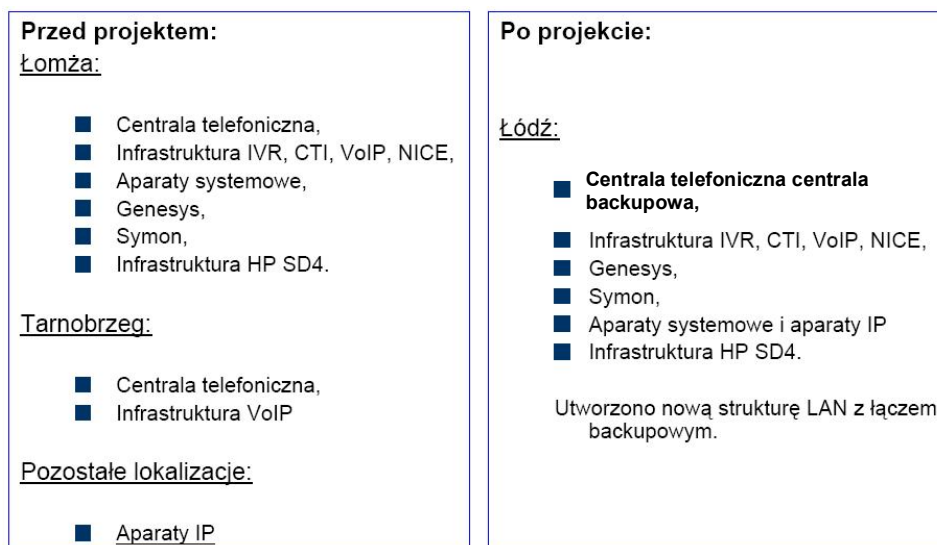 Przed projektem:
Łomża:
Centrala telefoniczna,
Infrastruktura IVR, CTI, VoIP, NICE,
Aparaty systemowe,
Genesys,
Symon,
Infrastruktura HP SD4.
Tarnobrzeg:
Centrala telefoniczna,
Infrastruktura VoIP
Pozostałe lokalizacje:
Aparaty IP
Po projekcie:
Łódź:
Centrala telefoniczna centrala
backupowa,
Infrastruktura IVR, CTI, VoIP, NICE,
Genesys,
Symon,
Aparaty systemowe i aparaty IP
Infrastruktura HP SD4.
Utworzono nową strukturę LAN z łączem
backupowym.